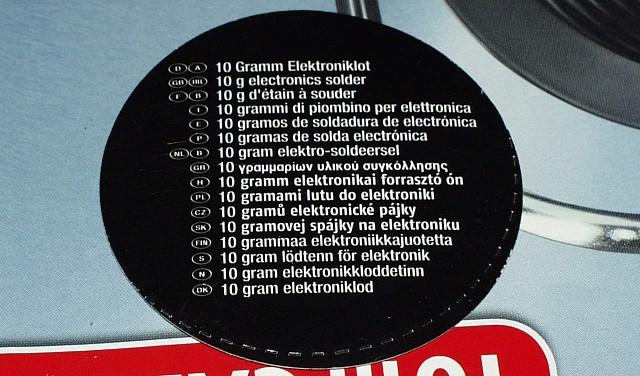 D A 10 Gramm Elektroniklot
GB IRL 10 g electronics solder
F B 10 g d'étain à souder
I 10 grammi di piombino per elettronica
E 10 gramos de soldadura de electrónica
P 10 gramas de solda electrónica
NL B 10 gram elektro-soldeersel
GR 10 γραμμαρίων υλικού συγκόλλησης
H 10 gramm elektronikai forrasztó ón
PL 10 gramami lutu do elektroniki
CZ 10 gramů elektronické pájky
SK 10 gramovej spájky na elektroniku
FIN 10 grammaa elektroniikkajuotetta
S 10 gram lödtenn för elektronik
N 10 gram elektronikkloddetinn
DK 10 gram elektroniklod